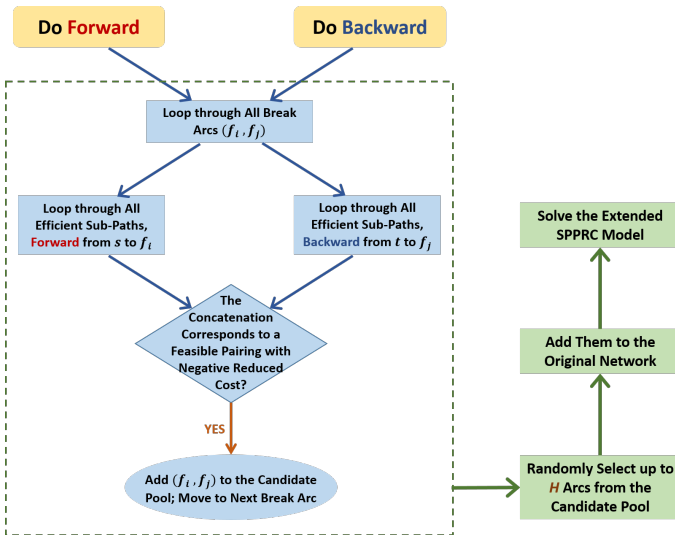 Do Forward
Do Backward
Loop through All Break
Arcs (f_i, f_j)
Loop through All
Efficient Sub-Paths,
Forward from s to f_i
Loop through All
Efficient Sub-Paths,
Backward from t to f_j
The
Concatenation
Corresponds to a
Feasible Pairing with
Negative Reduced
Cost?
YES
Add (f_i, f_j) to the Candidate
Pool; Move to Next Break Arc
Solve the Extended
SPPRC Model
Add Them to the
Original Network
Randomly Select up to
H Arcs from the
Candidate Pool